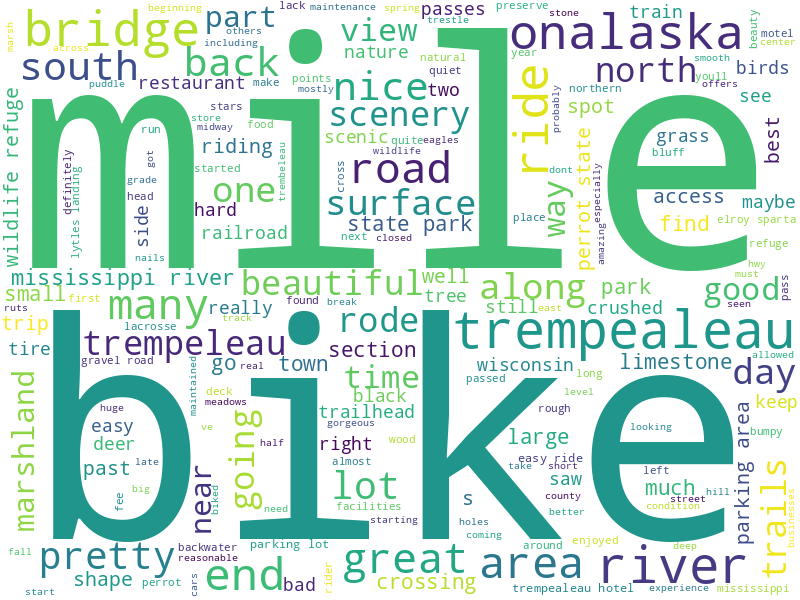 beginning lack maintenance spring passes trestle preserve stone
marsh across others including part view nature train beauty motel center
bridge mile onalaska
south back natural points mostly quiet year northern youll offers smooth
puddle restaurant make nice two north birds
wildlife refuge stars scenery ride spot see
store midway food scenic quite eagles probably
run riding wildlife grass best
definitely got started trembeleau cross road dont bluff
grade one way perrot state access maybe
lytles landing head side hard surface place amazing especially find elroy sparta
railroad state park next closed refuge
nails hwy
mississippi river beautiful well along park good must
small first many really found break tree still crushed seen pass
ruts trip track east
lacrosse rode trempealeau
tire trempeleau section wisconsin limestone day
gravel road real go town time passed long allowed
maintained deck black level keep
marshland huge meadows trailhead large rough
easy ve gorgeous looking bumpy
deer going half right wood easy ride left
past late almost take short much parking area
bike saw county street hill
fee near lot s better condition trails
big biked need facilities holes deep businesses
starting coming
fall backwater parking lot around enjoyed
pretty reasonable end great area river
shape perrot bad crossing
start cars rider trempealeau hotel experience mississippi